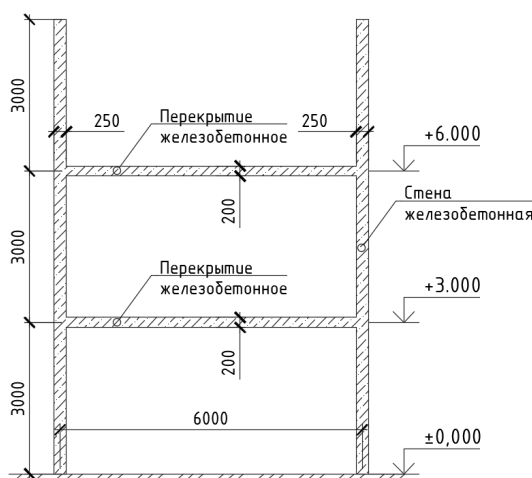 3000
250
Перекрытие
железобетонное
250
+6.000
200
Стена
железобетонная
3000
Перекрытие
железобетонное
+3.000
200
3000
6000
±0,000